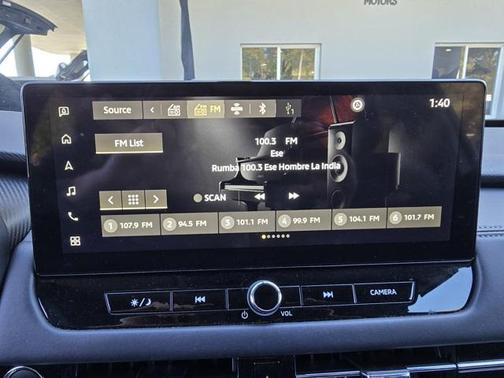 MOTORS
Source
FM
1
1:40
FM List
100.3 FM
Ese
Rumba 100.3 Ese Hombre La India
SCAN
1 107.9 FM 2 94.5 FM 3 101.1 FM 4 99.9 FM 5 104.1 FM 6 101.7 FM
VOL
CAMERA